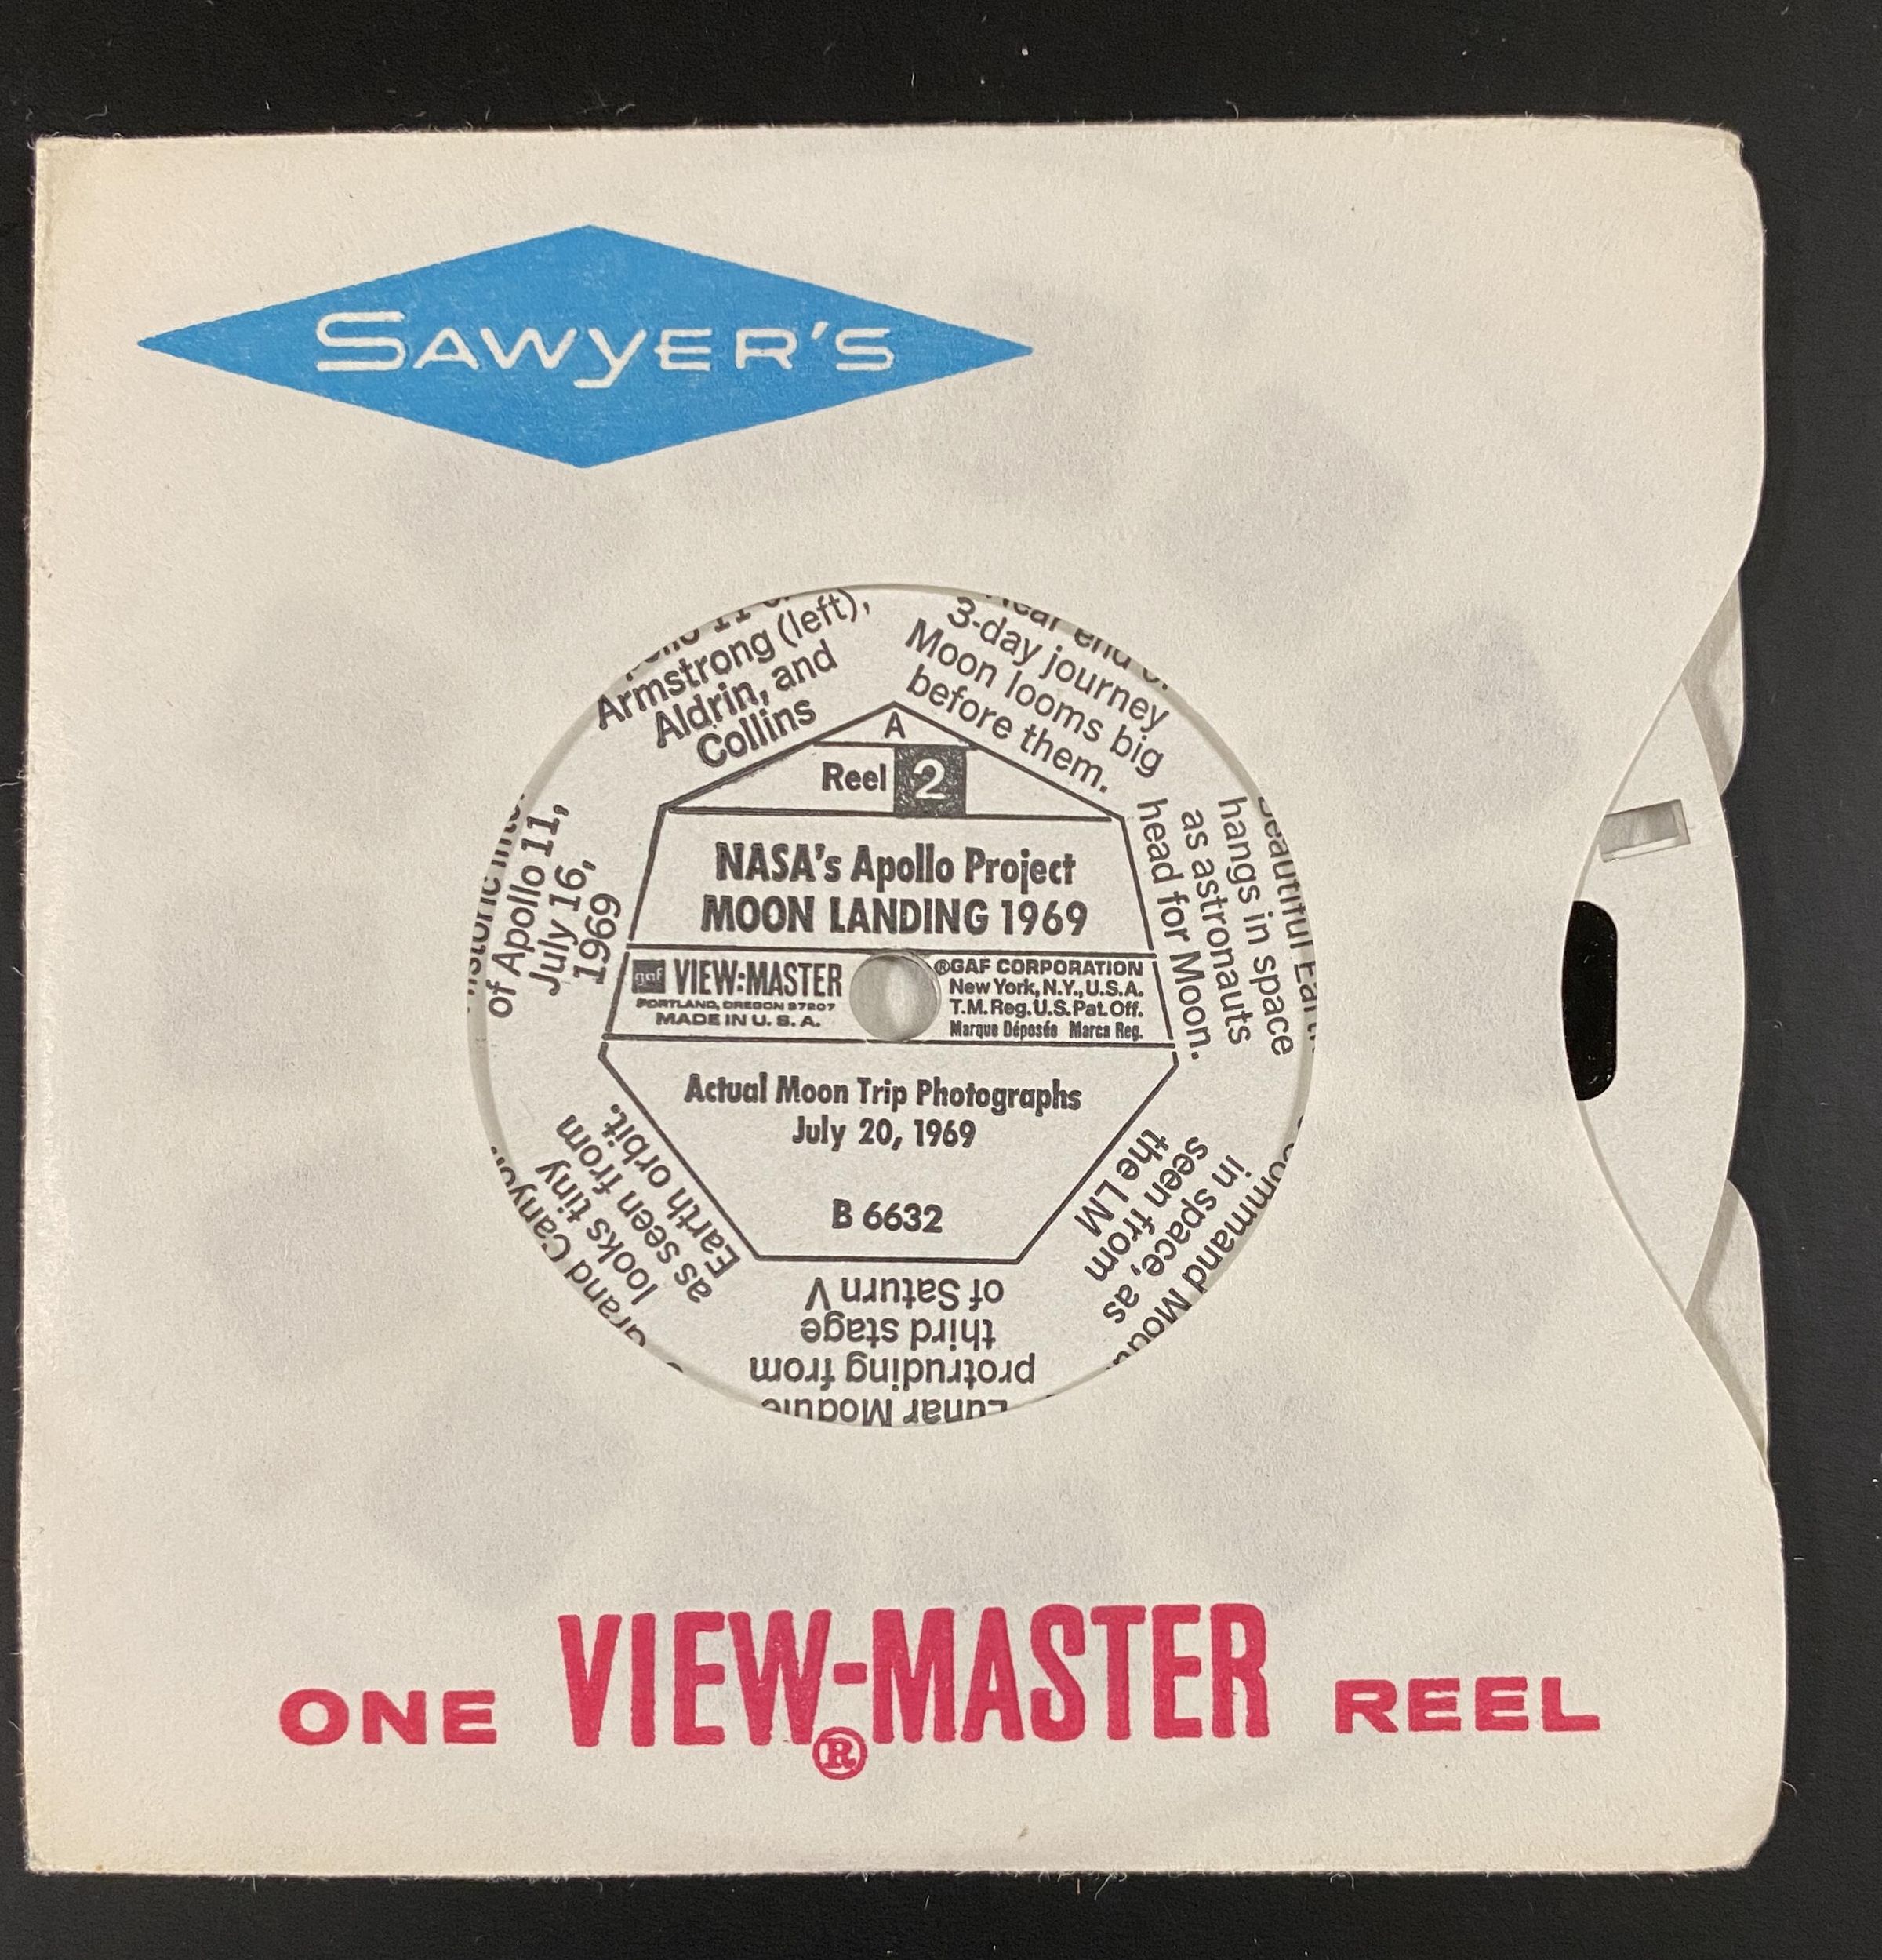 SAWYER'S
Armstrong (left),
Aldrin, and
Collins
3-day journey
Moon looms big
before them.
hangs in space
as astronauts
head for Moon.
in space, as
seen from
the LM
Lunar Module
protruding from
third stage
of Saturn V
looks tiny
as seen from
Earth orbit.
of Apollo 11,
July 16,
1969
A
Reel 2
NASA's Apollo Project
MOON LANDING 1969
gaf VIEW-MASTER
PORTLAND, OREGON 97207
MADE IN U. S. A.
®GAF CORPORATION
New York, N.Y., U.S.A.
T.M. Reg. U.S. Pat. Off.
Marque Déposée Marca Reg.
Actual Moon Trip Photographs
July 20, 1969
B 6632
ONE VIEW-MASTER® REEL